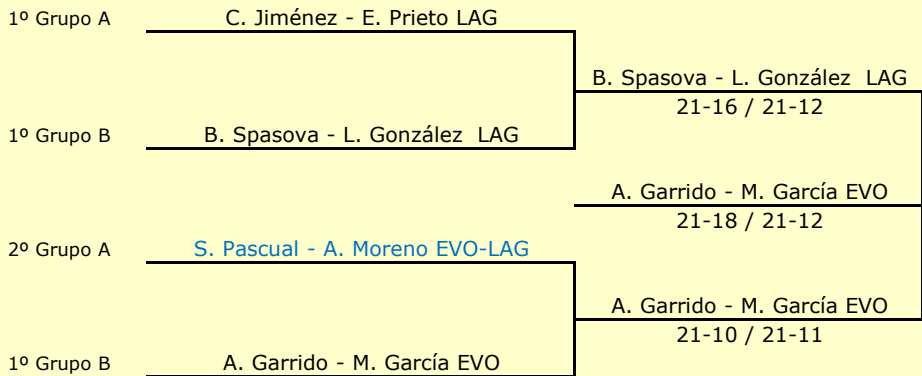 1º Grupo A C. Jiménez - E. Prieto LAG
B. Spasova - L. González  LAG
21-16 / 21-12
1º Grupo B B. Spasova - L. González  LAG
A. Garrido - M. García EVO
21-18 / 21-12
2º Grupo A S. Pascual - A. Moreno EVO-LAG
A. Garrido - M. García EVO
21-10 / 21-11
1º Grupo B A. Garrido - M. García EVO